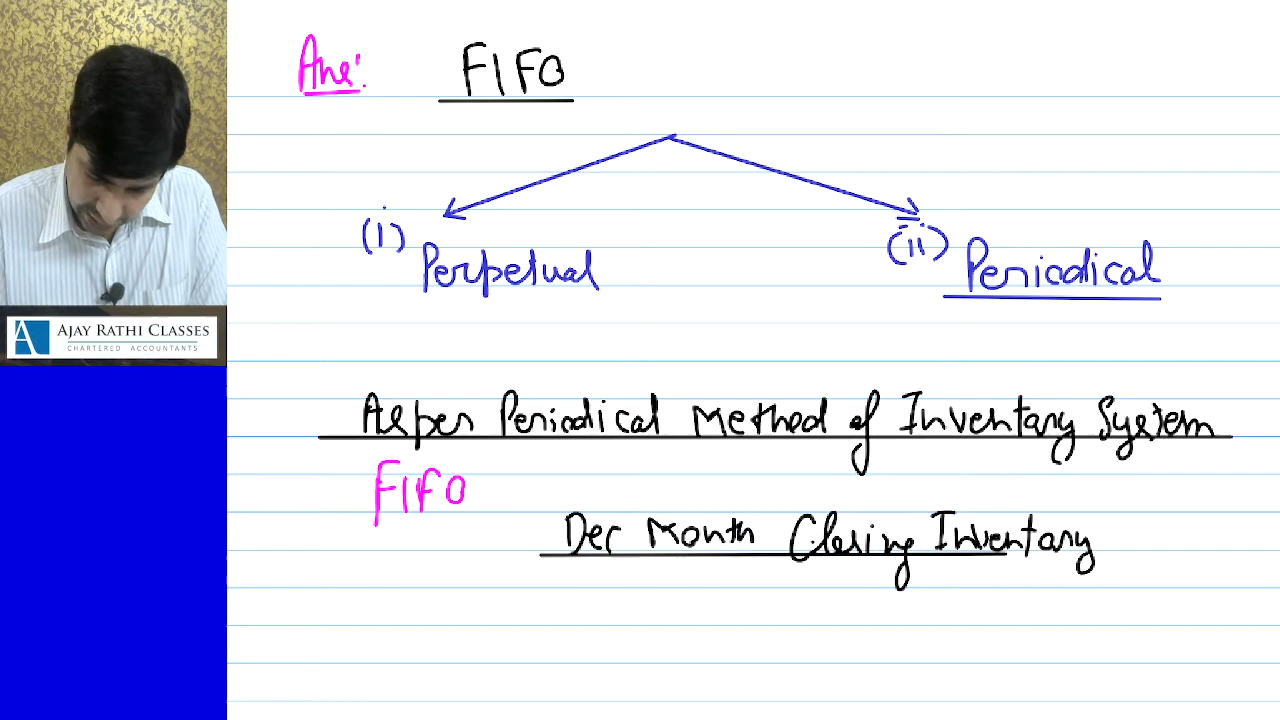 Ans:
FIFO
(i) Perpetual
(ii) Periodical
AJAY RATHI CLASSES
CHARTERED ACCOUNTANTS
As per Periodical Method of Inventory System
FIFO
Dec Month Closing Inventory